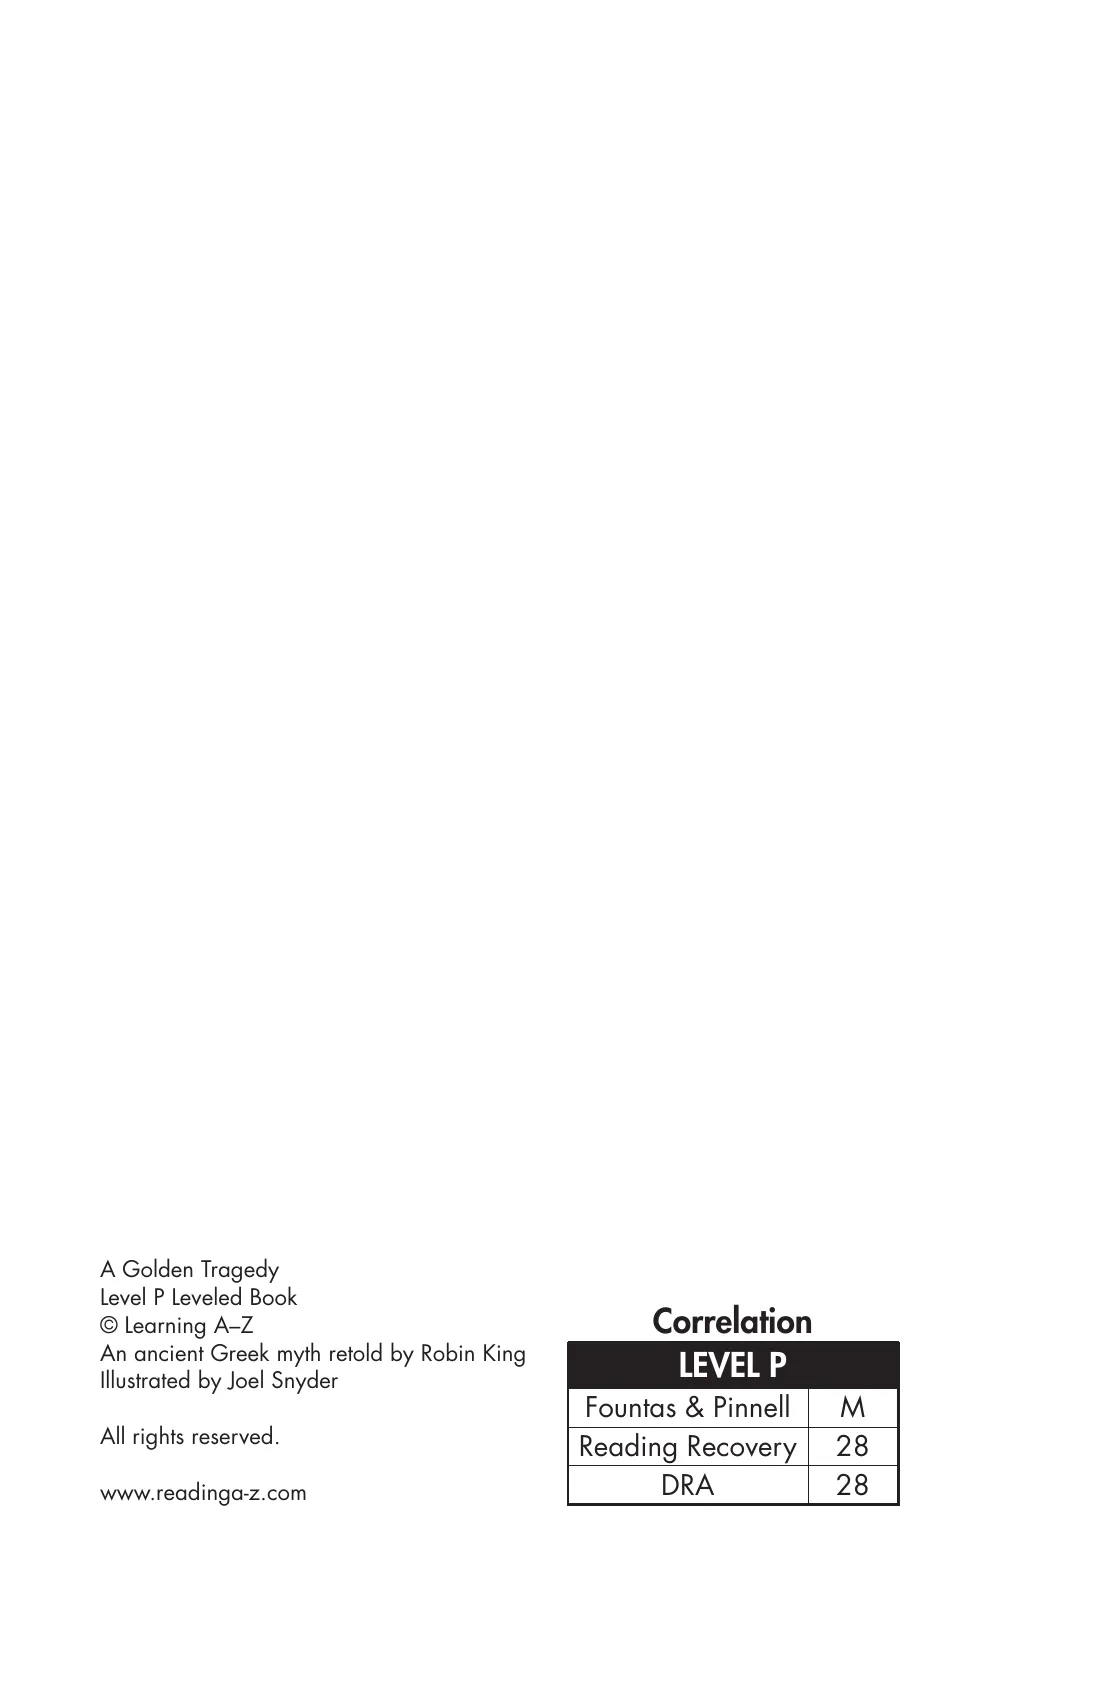 A Golden Tragedy
Level P Leveled Book
© Learning A–Z
An ancient Greek myth retold by Robin King
Illustrated by Joel Snyder
All rights reserved.
www.readinga-z.com
Correlation
LEVEL P
Fountas & Pinnell M
Reading Recovery 28
DRA 28